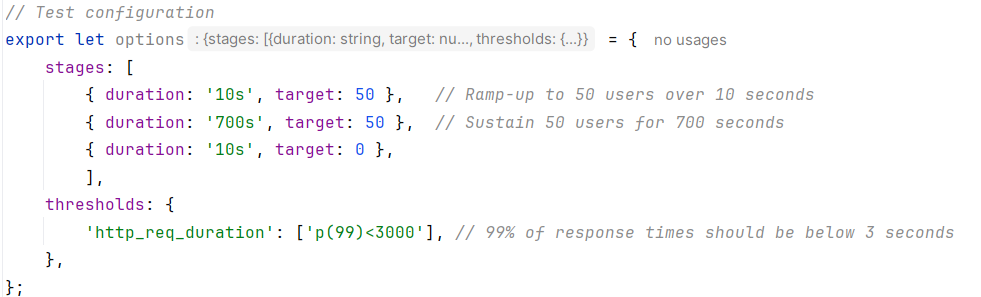 // Test configuration
export let options : {stages: [{duration: string, target: nu..., thresholds: {...}} = { no usages
    stages: [
        { duration: '10s', target: 50 },   // Ramp-up to 50 users over 10 seconds
        { duration: '700s', target: 50 },  // Sustain 50 users for 700 seconds
        { duration: '10s', target: 0 },
        ],
    thresholds: {
        'http_req_duration': ['p(99)<3000'], // 99% of response times should be below 3 seconds
    },
};